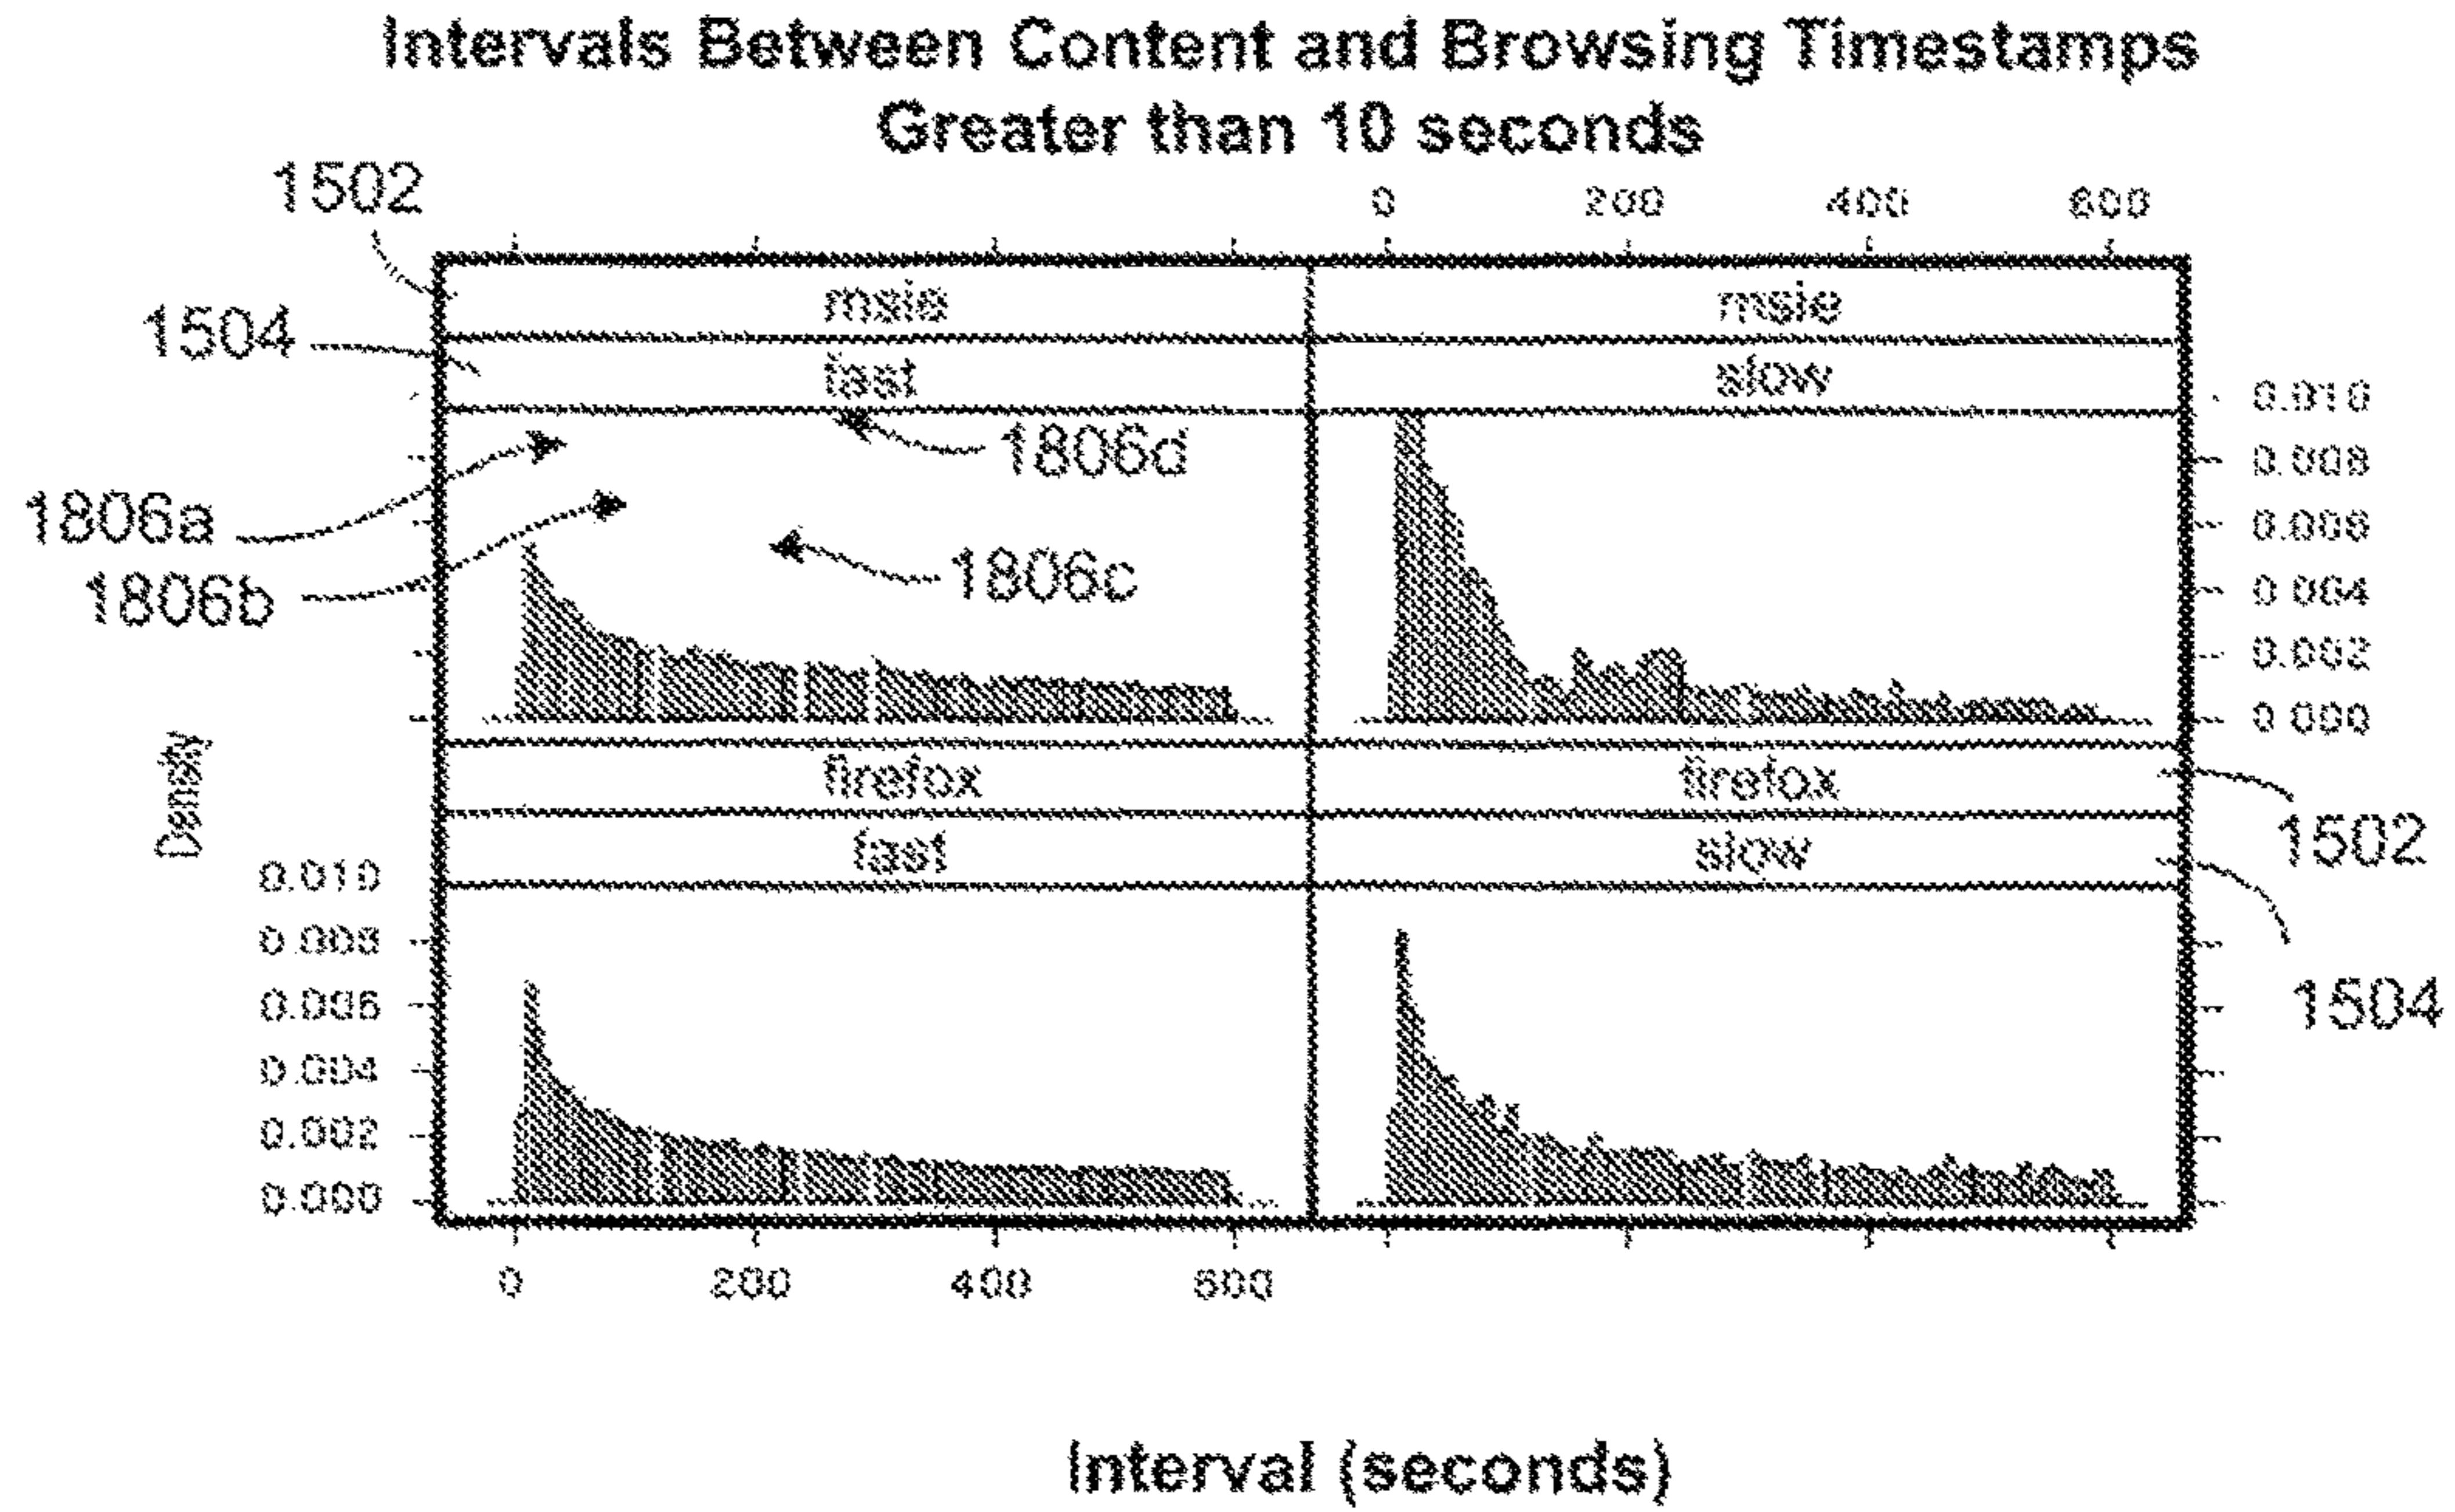 Intervals Between Content and Browsing Timestamps
Greater than 10 seconds
1502
0 200 400 600
msie msie
1504
fast slow
0.010
1806d
0.008
1806a
0.006
1806c
1806b
0.004
0.002
0.000
Density
firefox firefox
1502
fast slow
0.010
0.008
0.006
1504
0.004
0.002
0.000
0 200 400 600
Interval (seconds)